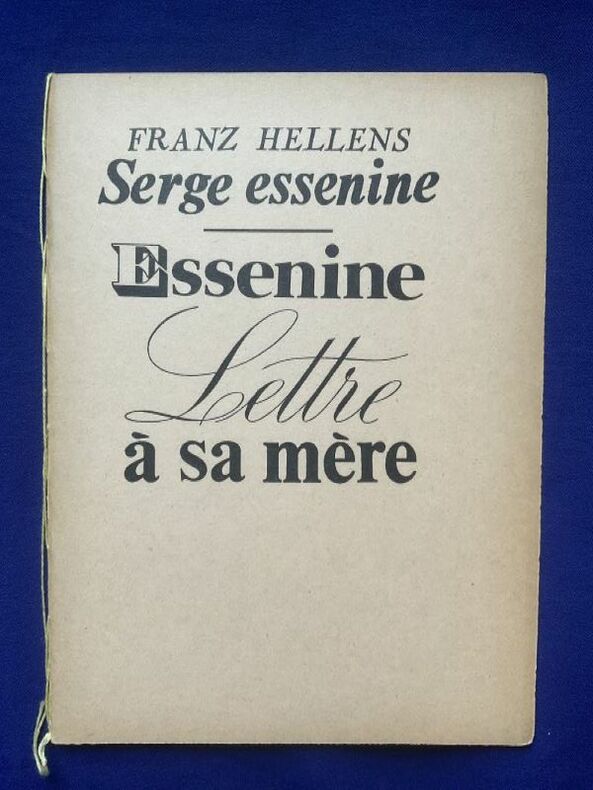 FRANZ HELLENS
Serge essenine
Essenine
Lettre
à sa mère